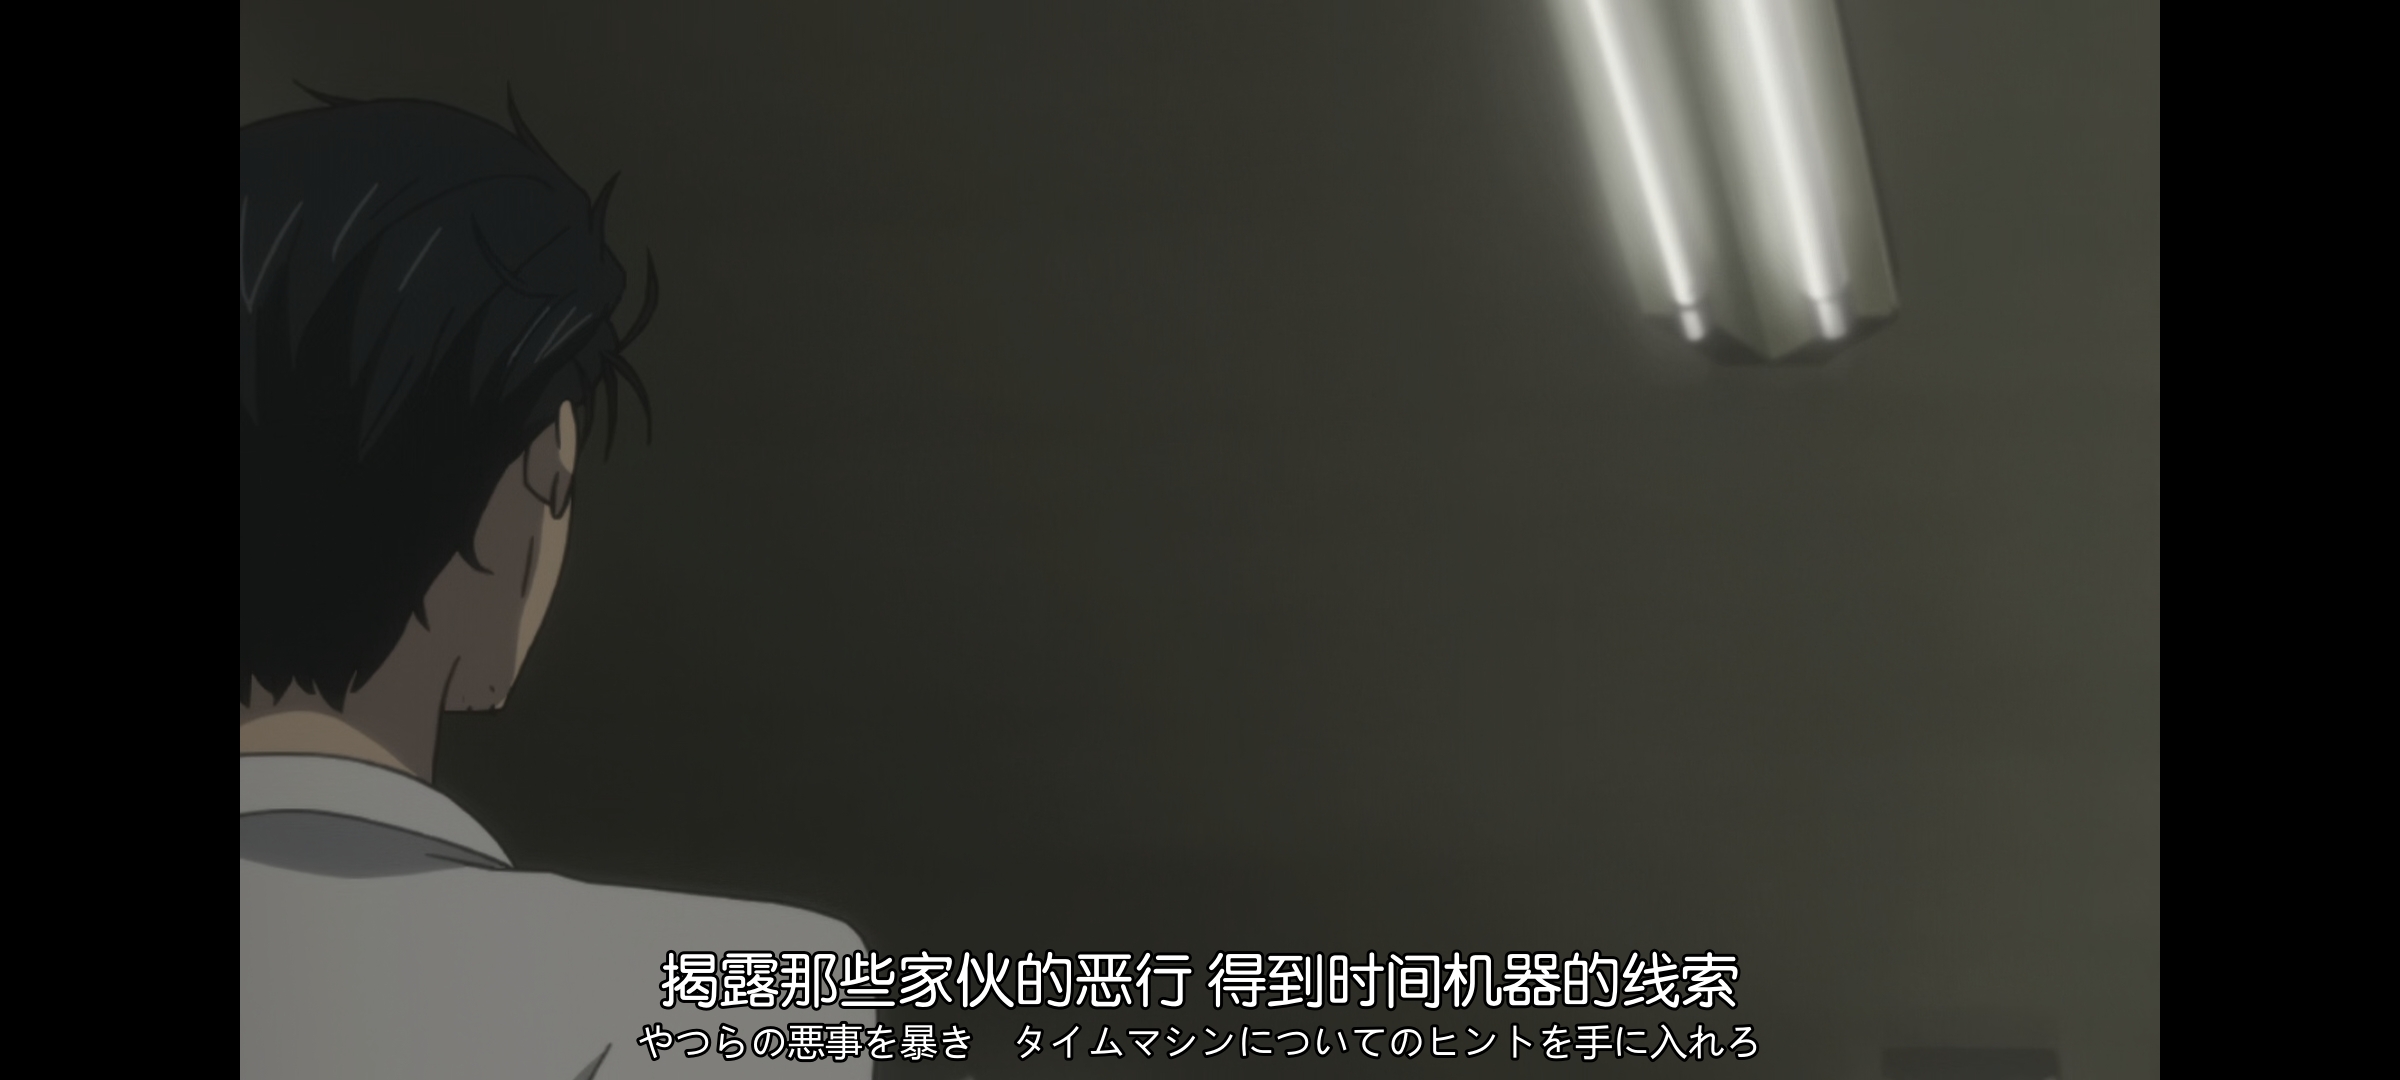 揭露那些家伙的恶行 得到时间机器的线索
やつらの悪事を暴き　タイムマシンについてのヒントを手に入れろ